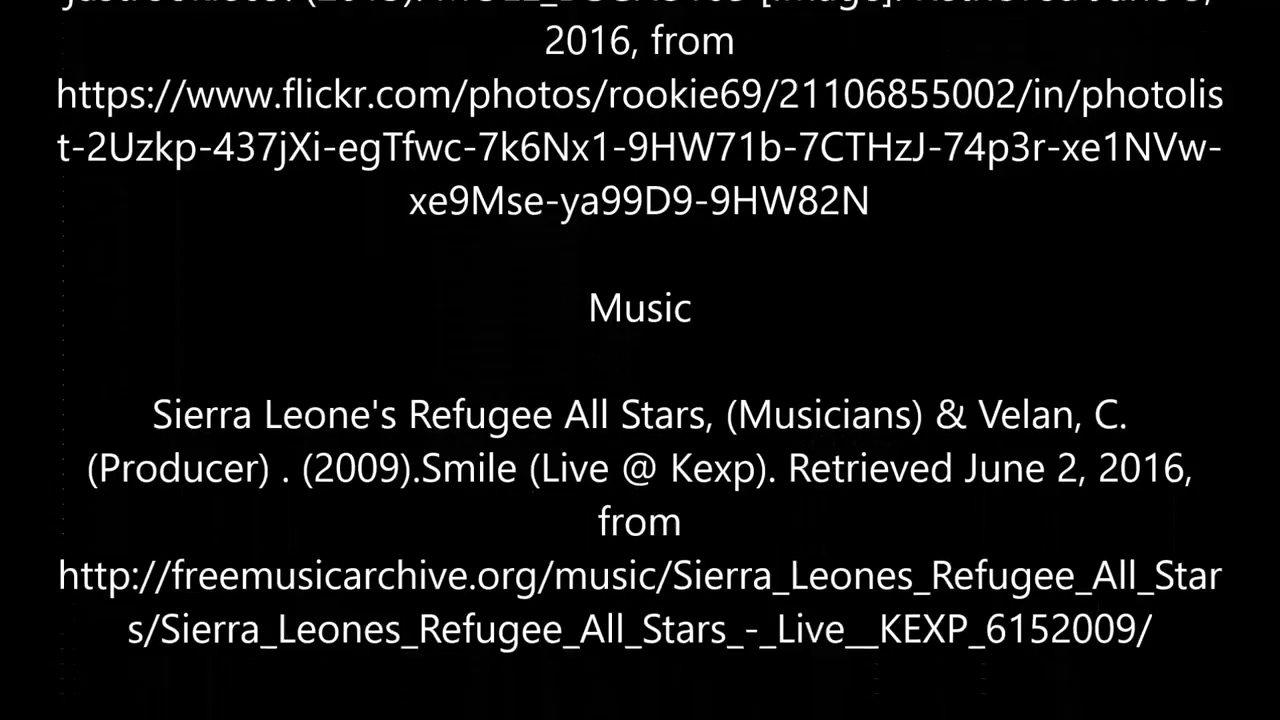 2016, from
https://www.flickr.com/photos/rookie69/21106855002/in/photolis
t-2Uzkp-437jXi-egTfwc-7k6Nx1-9HW71b-7CTHzJ-74p3r-xe1NVw-
xe9Mse-ya99D9-9HW82N
Music
Sierra Leone's Refugee All Stars, (Musicians) & Velan, C.
(Producer) . (2009).Smile (Live @ Kexp). Retrieved June 2, 2016,
from
http://freemusicarchive.org/music/Sierra_Leones_Refugee_All_Star
s/Sierra_Leones_Refugee_All_Stars_-_Live__KEXP_6152009/